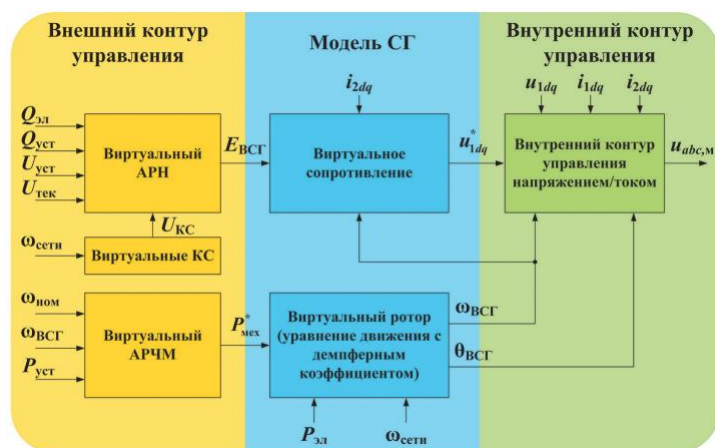 Внешний контур
управления
Модель СГ
Внутренний контур
управления
Qэл
Qуст
Uуст
Uтек
Виртуальный
АРН
EВСГ
i2dq
Виртуальное
сопротивление
u*1dq
u1dq
i1dq
i2dq
Внутренний контур
управления
напряжением/током
uabc,м
UКС
ωсети
Виртуальные КС
ωном
ωВСГ
Pуст
Виртуальный
АРЧМ
P*мех
Виртуальный ротор
(уравнение движения с
демпферным
коэффициентом)
ωВСГ
θВСГ
Pэл
ωсети